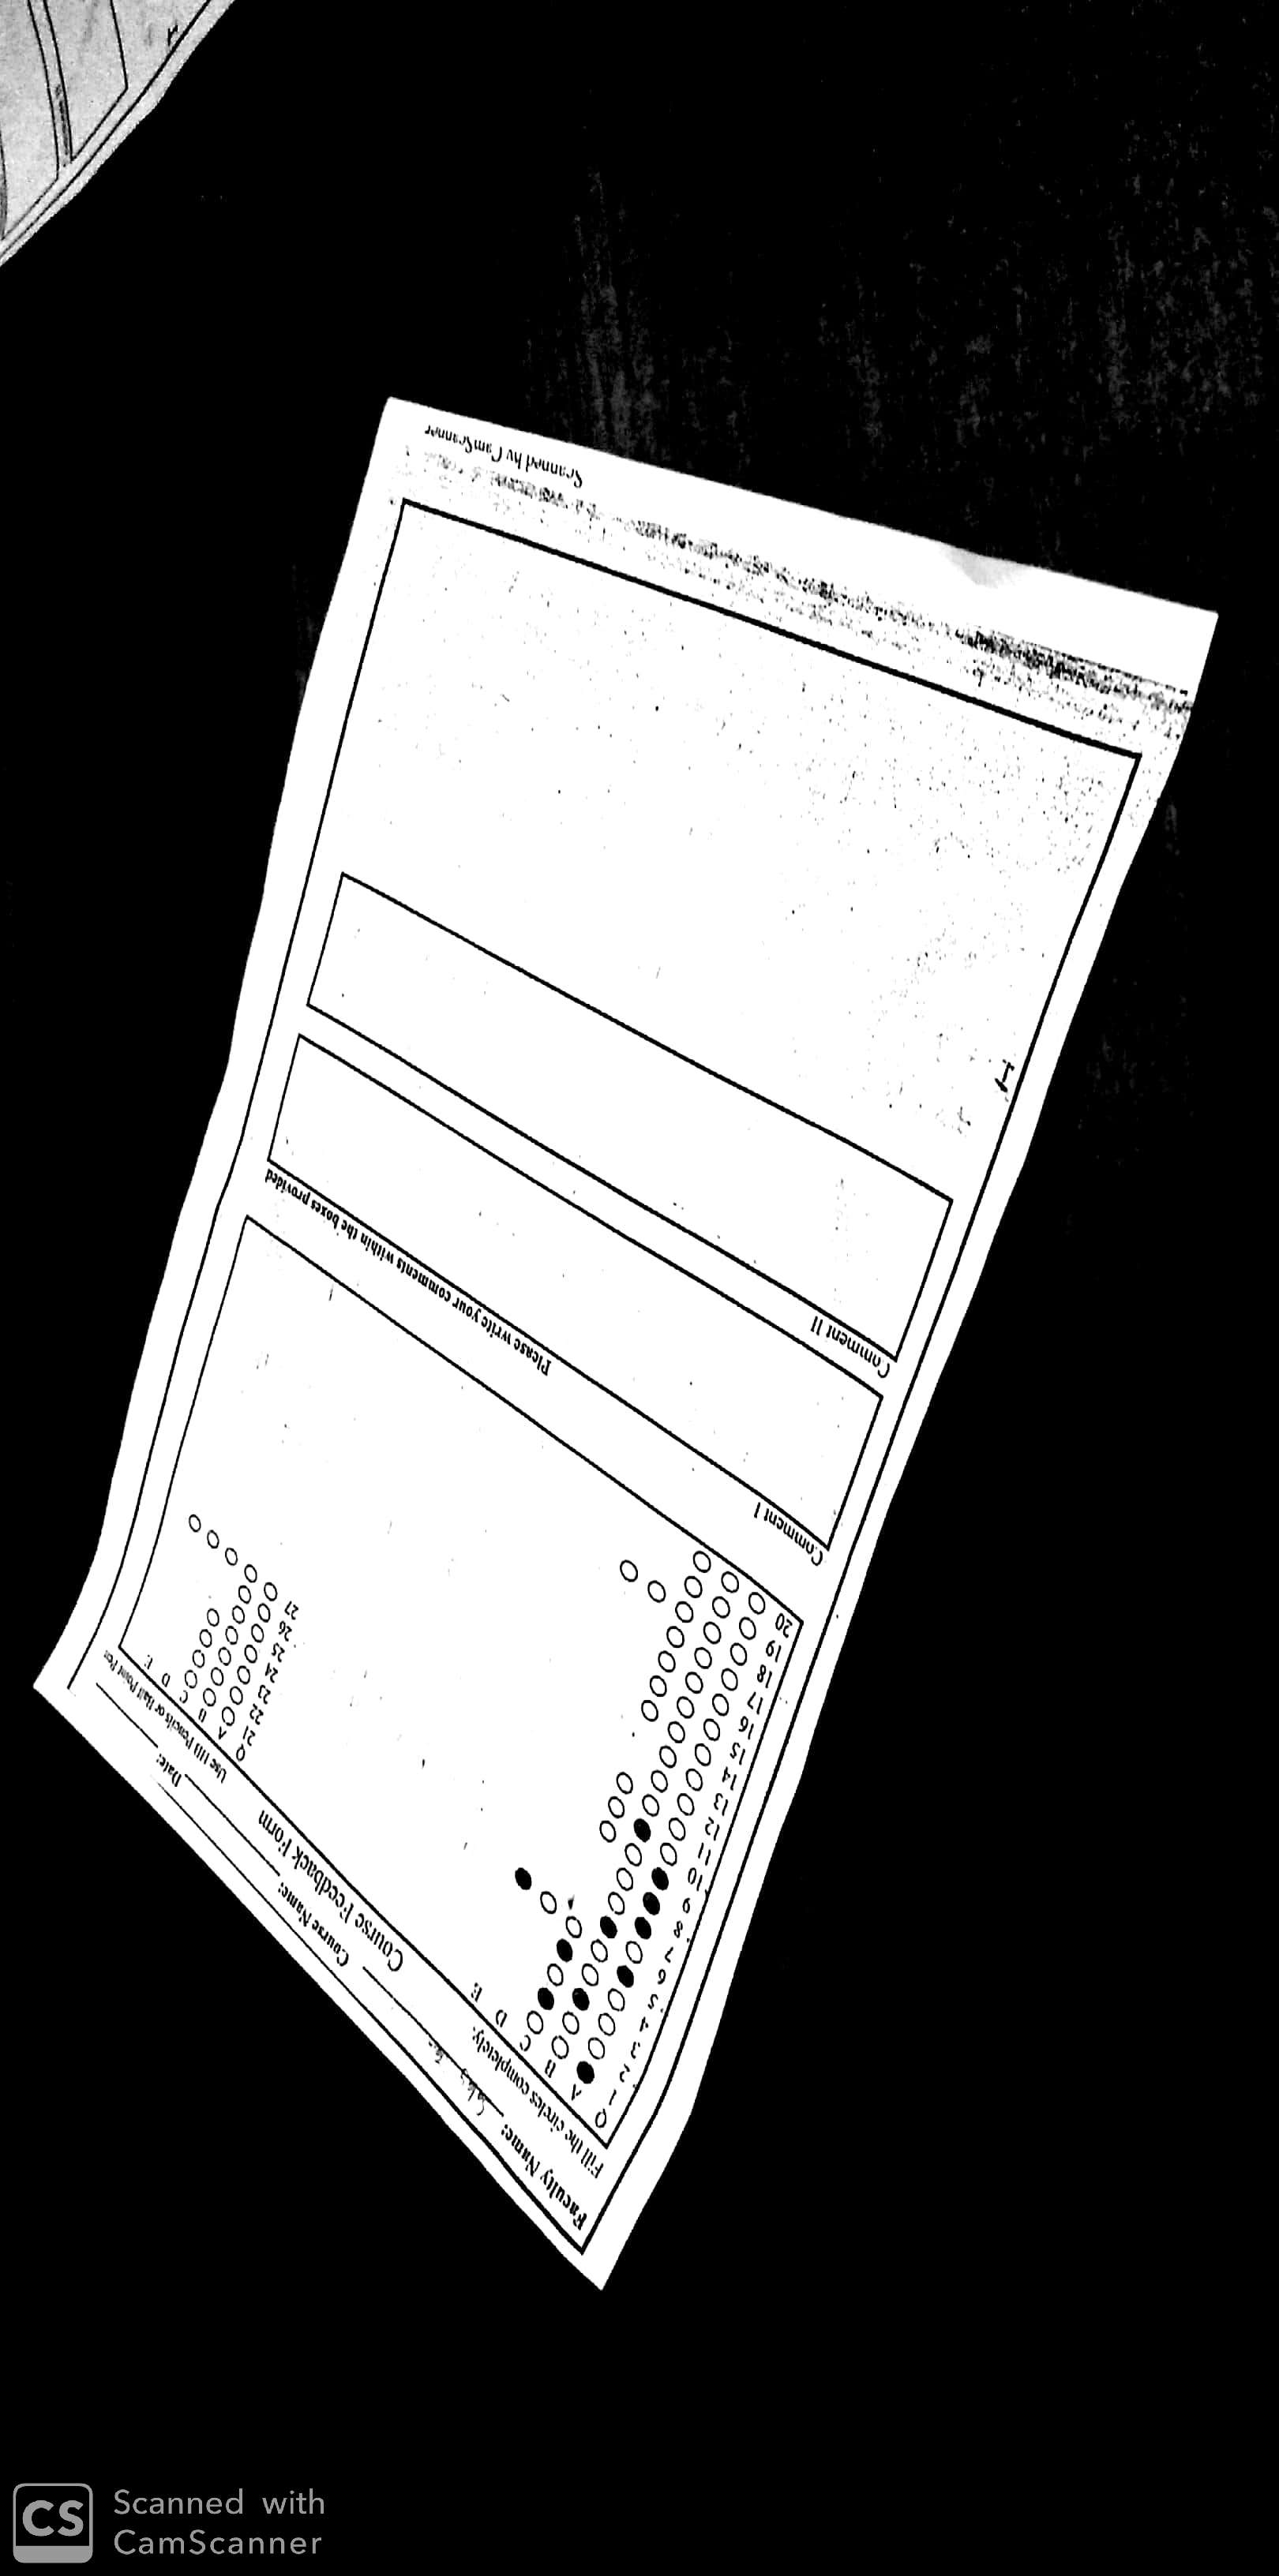 Faculty Name:
Course Name:
Date:
Fill the circles completely.
Course Feedback Form
Use HB Pencils or Ball Point Pen
Q A B C D E
1
2
3
4
5
6
7
8
9
10
11
12
13
14
15
16
17
18
19
20
Q A B C D E
21
22
23
24
25
26
27
Comment I
Please write your comments within the boxes provided
Comment II
Scanned by CamScanner
CS
Scanned with
CamScanner